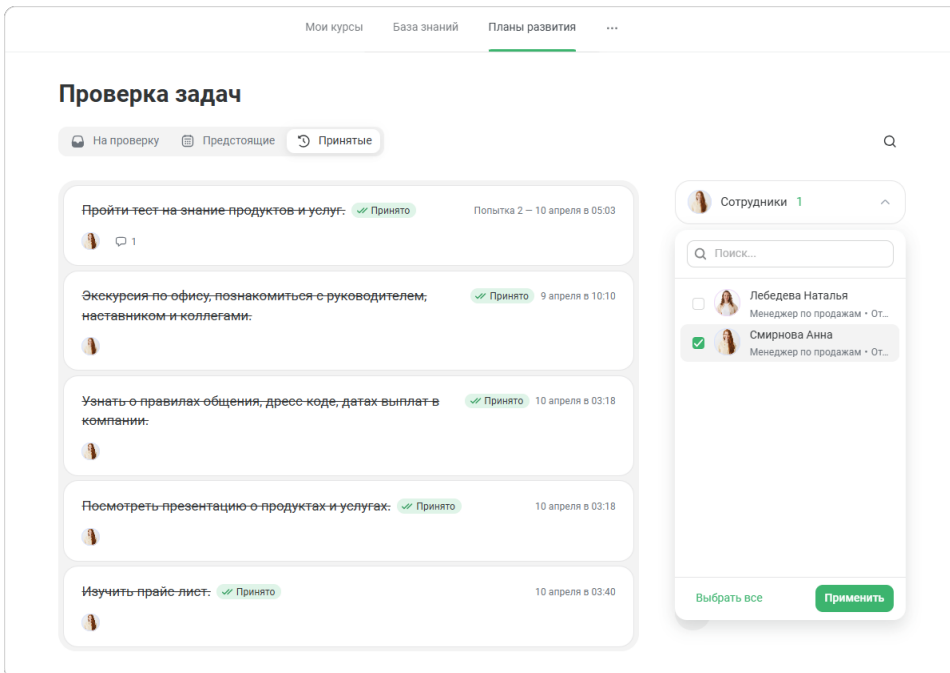 Мои курсы База знаний Планы развития ...
Проверка задач
На проверку Предстоящие Принятые
Пройти тест на знание продуктов и услуг. Принято Попытка 2 — 10 апреля в 05:03
1
Экскурсия по офису, познакомиться с руководителем, наставником и коллегами. Принято 9 апреля в 10:10
Узнать о правилах общения, дресс коде, датах выплат в компании. Принято 10 апреля в 03:18
Посмотреть презентацию о продуктах и услугах. Принято 10 апреля в 03:18
Изучить прайс лист. Принято 10 апреля в 03:40
Сотрудники 1
Поиск...
Лебедева Наталья
Менеджер по продажам • От...
Смирнова Анна
Менеджер по продажам • От...
Выбрать все Применить